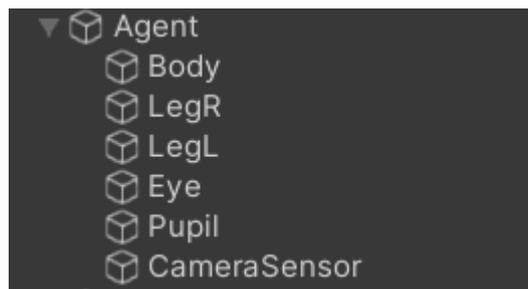 Agent
Body
LegR
LegL
Eye
Pupil
CameraSensor